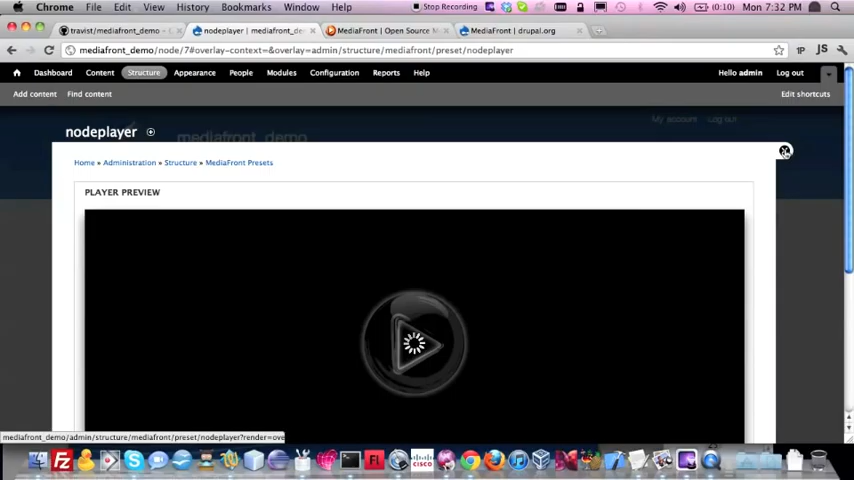 Chrome File Edit View History Bookmarks Window Help Stop Recording (0:10) Mon 7:32 PM
travist/mediafront_demo - nodeplayer | mediafront_de MediaFront | Open Source M MediaFront | drupal.org
mediafront_demo/node/7#overlay-context=&overlay=admin/structure/mediafront/preset/nodeplayer
Dashboard Content Structure Appearance People Modules Configuration Reports Help Hello admin Log out
Add content Find content Edit shortcuts
My account Log out
nodeplayer mediafront_demo
Home » Administration » Structure » MediaFront Presets
PLAYER PREVIEW
mediafront_demo/admin/structure/mediafront/preset/nodeplayer?render=ove
CISCO